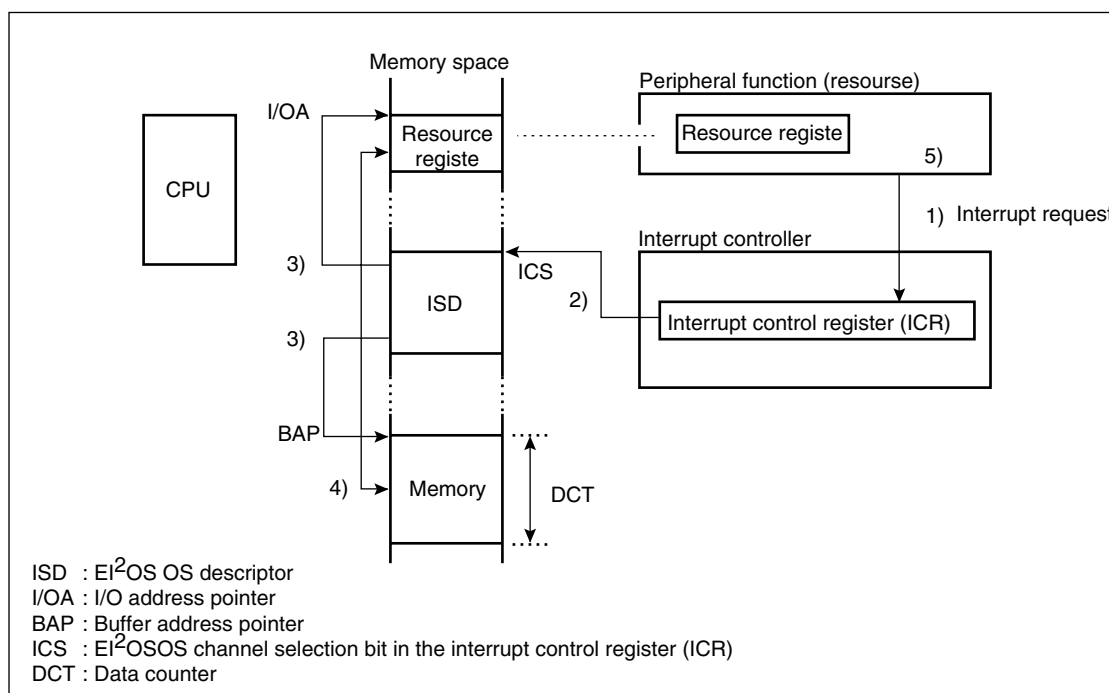 Memory space
Peripheral function (resourse)
I/OA
Resource
registe
Resource registe
CPU
5)
1) Interrupt request
Interrupt controller
3)
ICS
2)
ISD
Interrupt control register (ICR)
3)
BAP
4)
Memory
DCT
ISD : EI2OS OS descriptor
I/OA : I/O address pointer
BAP : Buffer address pointer
ICS : EI2OSOS channel selection bit in the interrupt control register (ICR)
DCT : Data counter